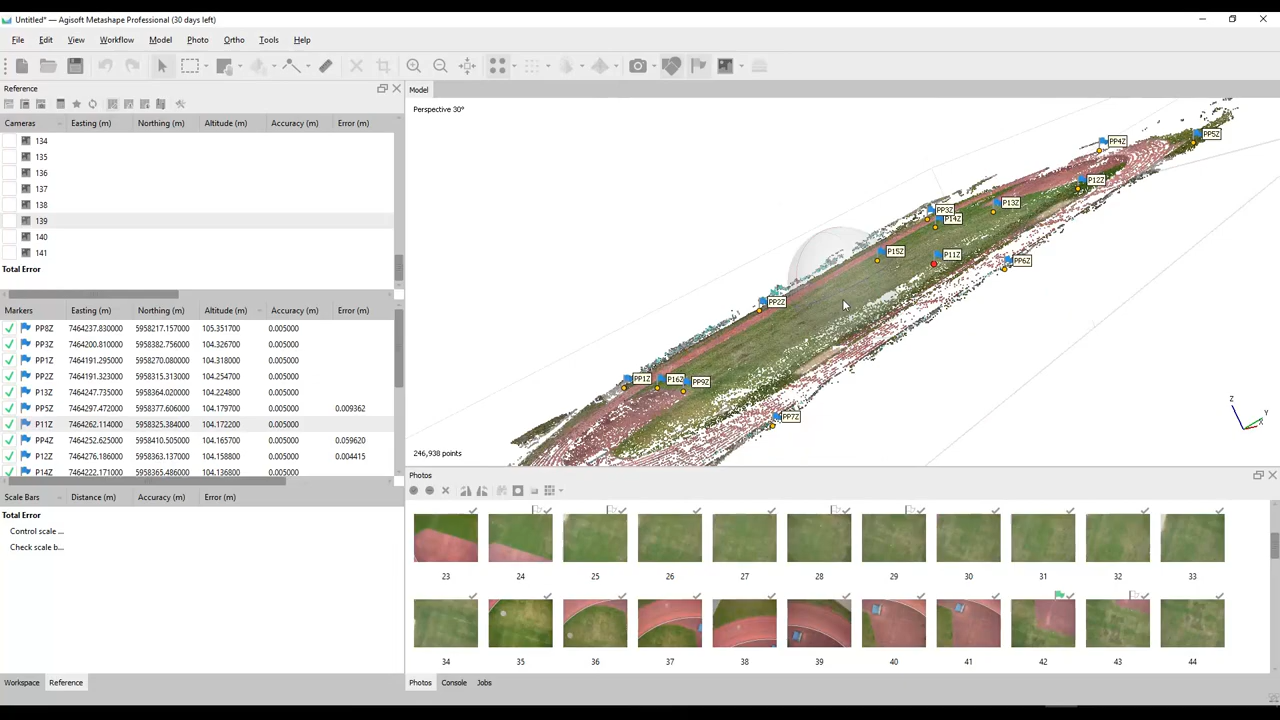 Untitled* — Agisoft Metashape Professional (30 days left)
File Edit View Workflow Model Photo Ortho Tools Help
Reference
Cameras Easting (m) Northing (m) Altitude (m) Accuracy (m) Error (m)
134
135
136
137
138
139
140
141
Total Error
Markers Easting (m) Northing (m) Altitude (m) Accuracy (m) Error (m)
PP8Z 7464237.830000 5958217.157000 105.351700 0.005000
PP3Z 7464200.810000 5958382.756000 104.326700 0.005000
PP1Z 7464191.295000 5958270.080000 104.318000 0.005000
PP2Z 7464191.323000 5958315.313000 104.254700 0.005000
P13Z 7464247.735000 5958364.020000 104.224800 0.005000
PP5Z 7464297.472000 5958377.606000 104.179700 0.005000 0.009362
P11Z 7464262.114000 5958325.384000 104.172200 0.005000
PP4Z 7464252.625000 5958410.505000 104.165700 0.005000 0.059620
P12Z 7464276.186000 5958363.137000 104.158800 0.005000 0.004415
P14Z 7464222.171000 5958365.486000 104.136800 0.005000
Scale Bars Distance (m) Accuracy (m) Error (m)
Total Error
Control scale ...
Check scale b...
Workspace Reference
Model
Perspective 30°
PP5Z
PP4Z
P12Z
P13Z
PP3Z
P14Z
P15Z
P11Z
PP6Z
PP2Z
PP1Z
P16Z
PP9Z
PP7Z
Z
Y
X
246,938 points
Photos
23 24 25 26 27 28 29 30 31 32 33
34 35 36 37 38 39 40 41 42 43 44
Photos Console Jobs